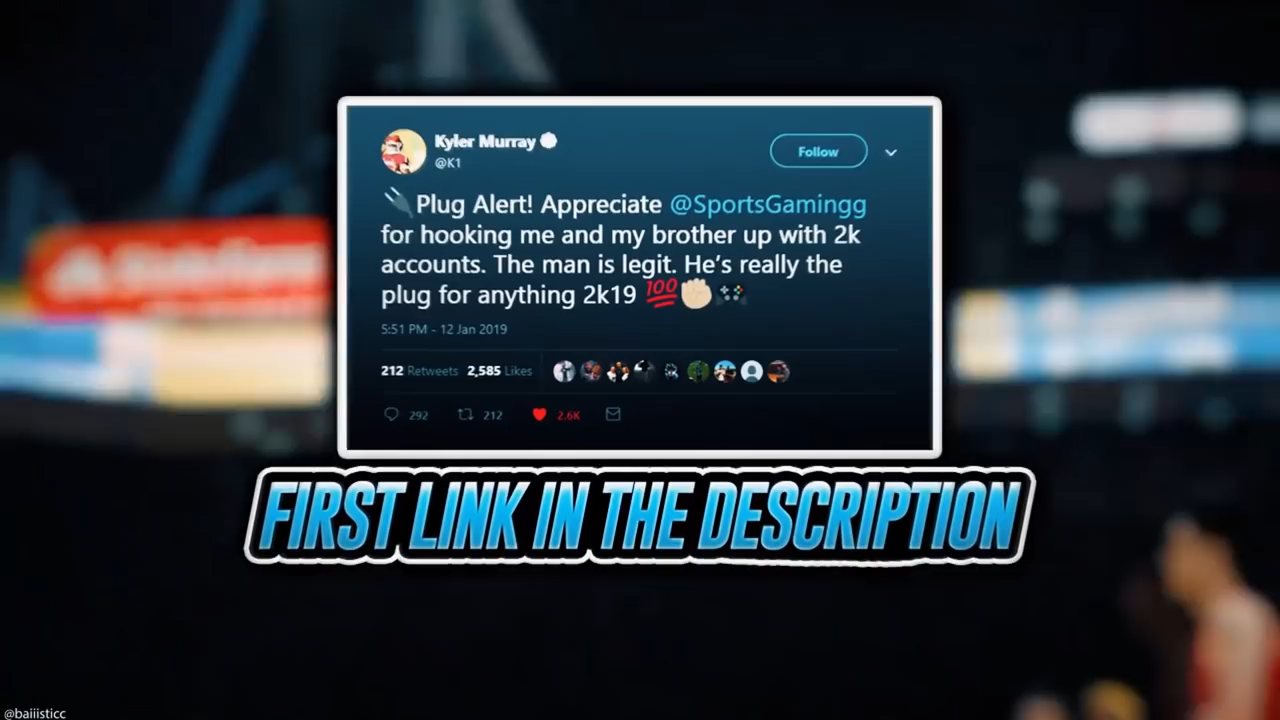 Kyler Murray
@K1
Follow
Plug Alert! Appreciate @SportsGamingg
for hooking me and my brother up with 2k
accounts. The man is legit. He's really the
plug for anything 2k19 💯✊🏼🎮
5:51 PM - 12 Jan 2019
212 Retweets 2,585 Likes
292 212 2.6K
FIRST LINK IN THE DESCRIPTION
@baiiisticc